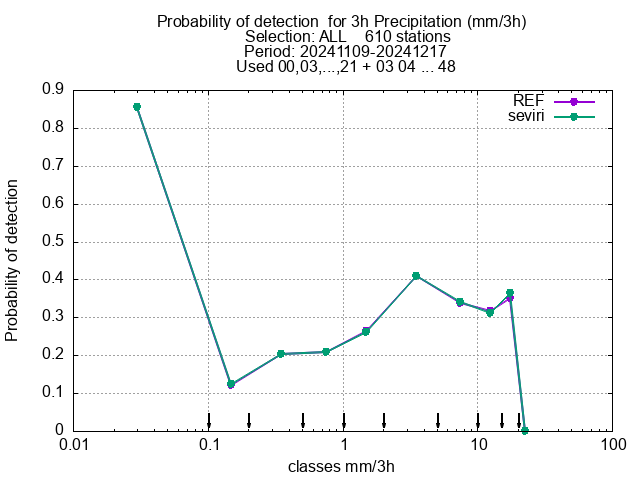 Probability of detection  for 3h Precipitation (mm/3h)
Selection: ALL    610 stations
Period: 20241109-20241217
Used 00,03,...,21 + 03 04 ... 48
REF
seviri
Probability of detection
0.9
0.8
0.7
0.6
0.5
0.4
0.3
0.2
0.1
0
0.01 0.1 1 10 100
classes mm/3h